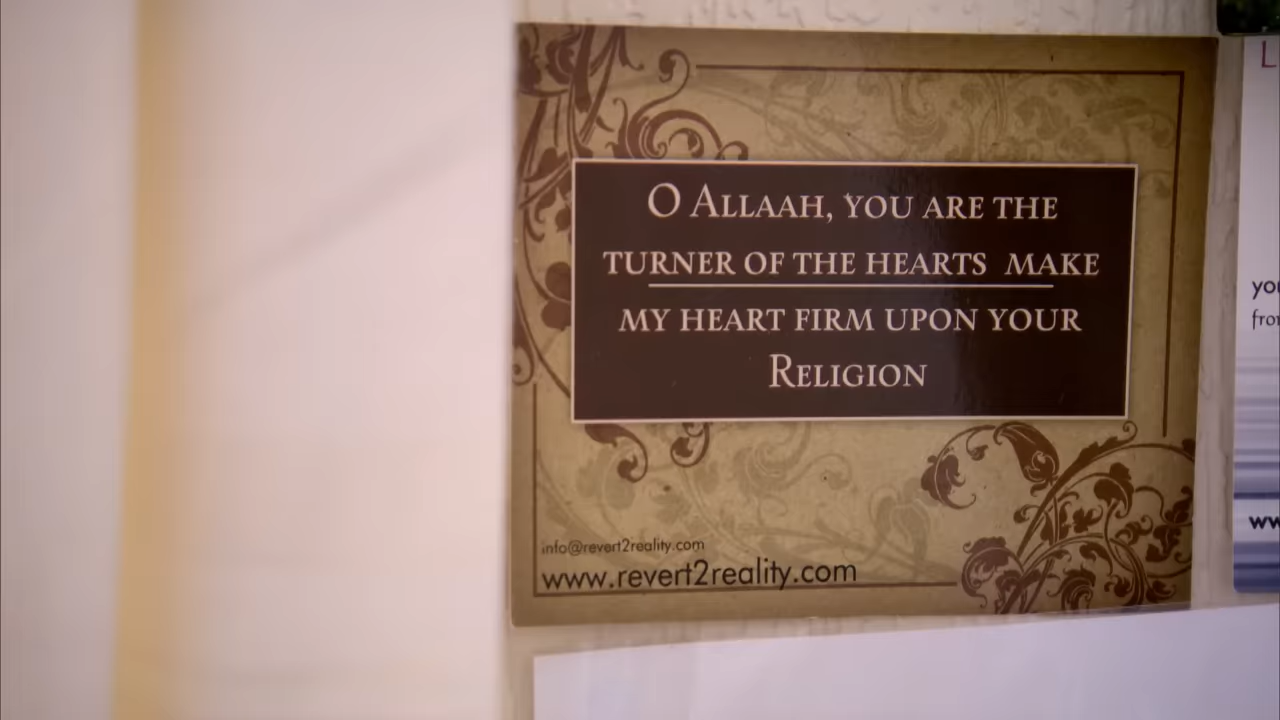 O ALLAAH, YOU ARE THE
TURNER OF THE HEARTS MAKE
MY HEART FIRM UPON YOUR
RELIGION
info@revert2reality.com
www.revert2reality.com